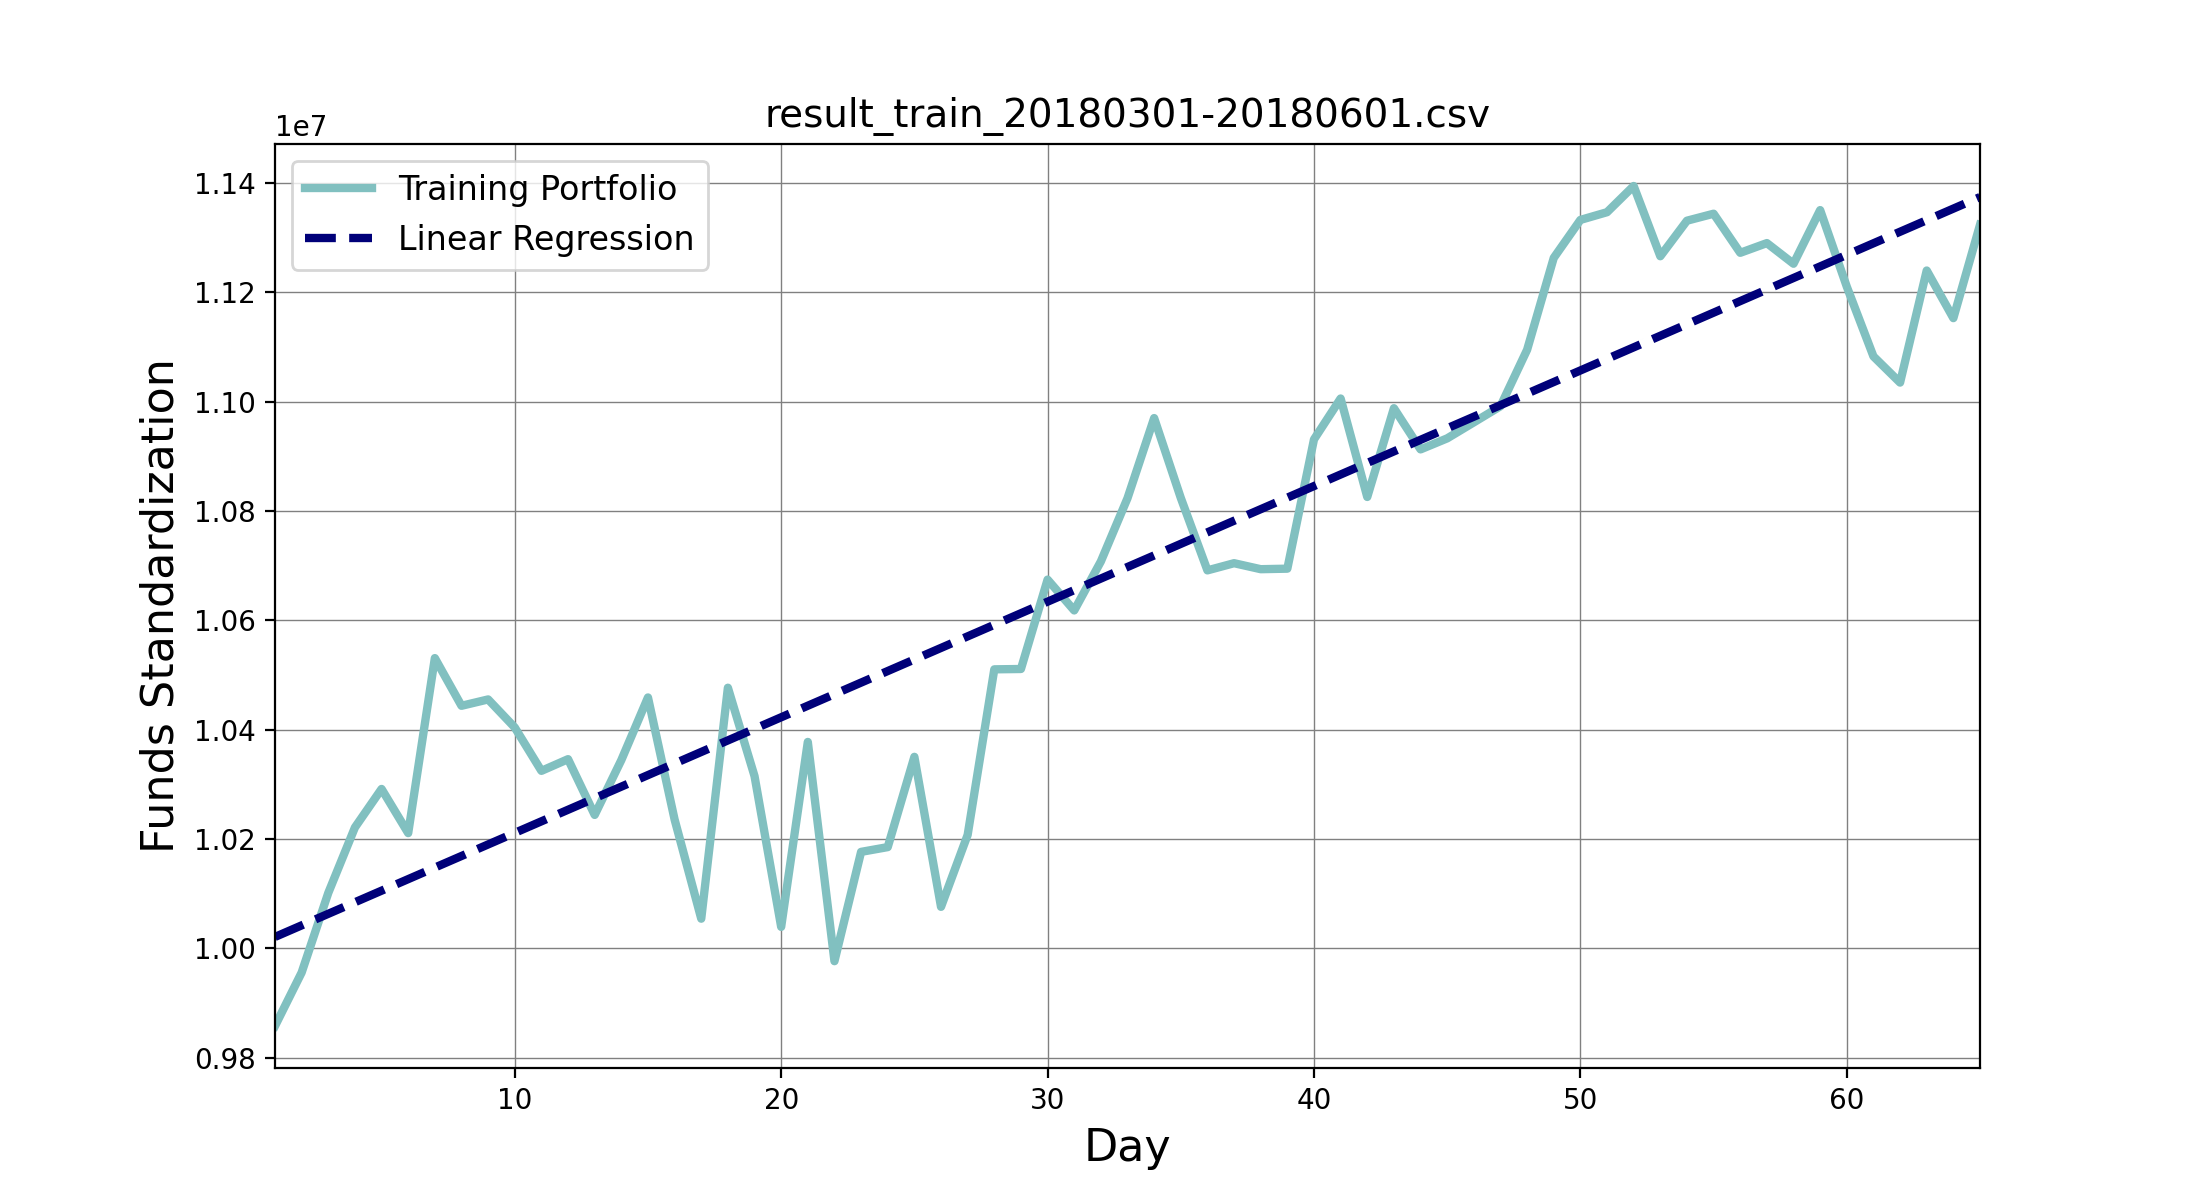 result_train_20180301-20180601.csv
1e7
Training Portfolio
Linear Regression
1.14
1.12
1.10
1.08
1.06
1.04
1.02
1.00
0.98
Funds Standardization
10 20 30 40 50 60
Day